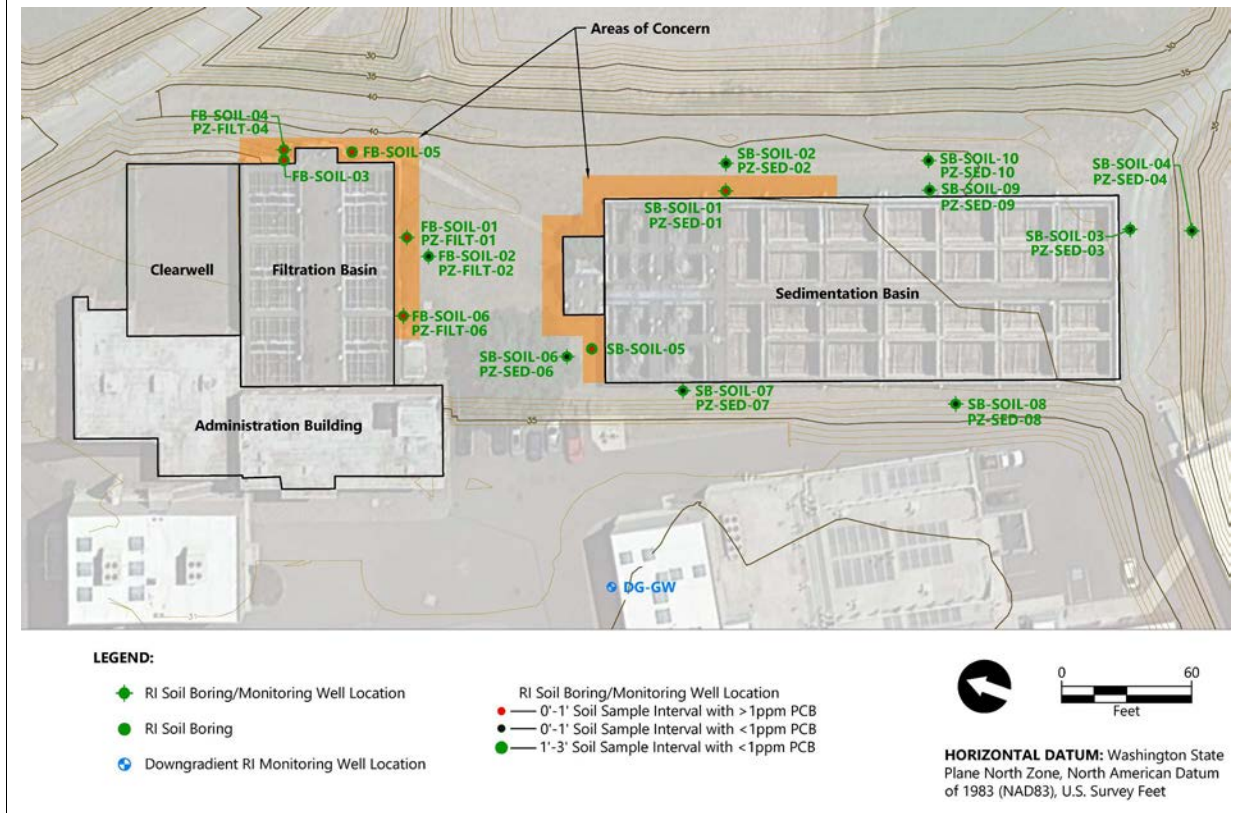 Areas of Concern
30
35
40
40
35
FB-SOIL-04
PZ-FILT-04
FB-SOIL-05
FB-SOIL-03
SB-SOIL-02
PZ-SED-02
SB-SOIL-10
PZ-SED-10
SB-SOIL-04
PZ-SED-04
SB-SOIL-01
PZ-SED-01
SB-SOIL-09
PZ-SED-09
FB-SOIL-01
PZ-FILT-01
FB-SOIL-02
PZ-FILT-02
SB-SOIL-03
PZ-SED-03
Clearwell
Filtration Basin
Sedimentation Basin
FB-SOIL-06
PZ-FILT-06
SB-SOIL-06
PZ-SED-06
SB-SOIL-05
SB-SOIL-07
PZ-SED-07
SB-SOIL-08
PZ-SED-08
35
Administration Building
DG-GW
31
LEGEND:
RI Soil Boring/Monitoring Well Location
RI Soil Boring
Downgradient RI Monitoring Well Location
RI Soil Boring/Monitoring Well Location
0'-1' Soil Sample Interval with >1ppm PCB
0'-1' Soil Sample Interval with <1ppm PCB
1'-3' Soil Sample Interval with <1ppm PCB
0 60
Feet
HORIZONTAL DATUM: Washington State
Plane North Zone, North American Datum
of 1983 (NAD83), U.S. Survey Feet